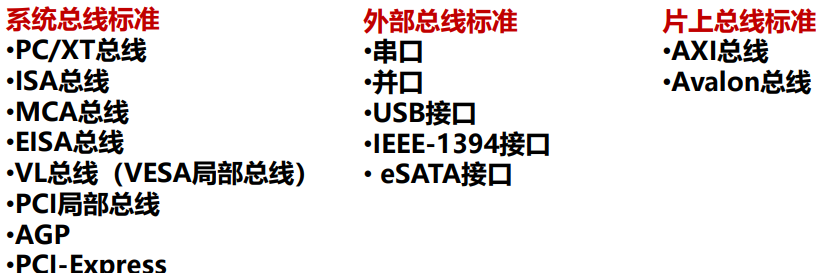 系统总线标准
•PC/XT总线
•ISA总线
•MCA总线
•EISA总线
•VL总线（VESA局部总线）
•PCI局部总线
•AGP
•PCI-Express
外部总线标准
•串口
•并口
•USB接口
•IEEE-1394接口
• eSATA接口
片上总线标准
•AXI总线
•Avalon总线